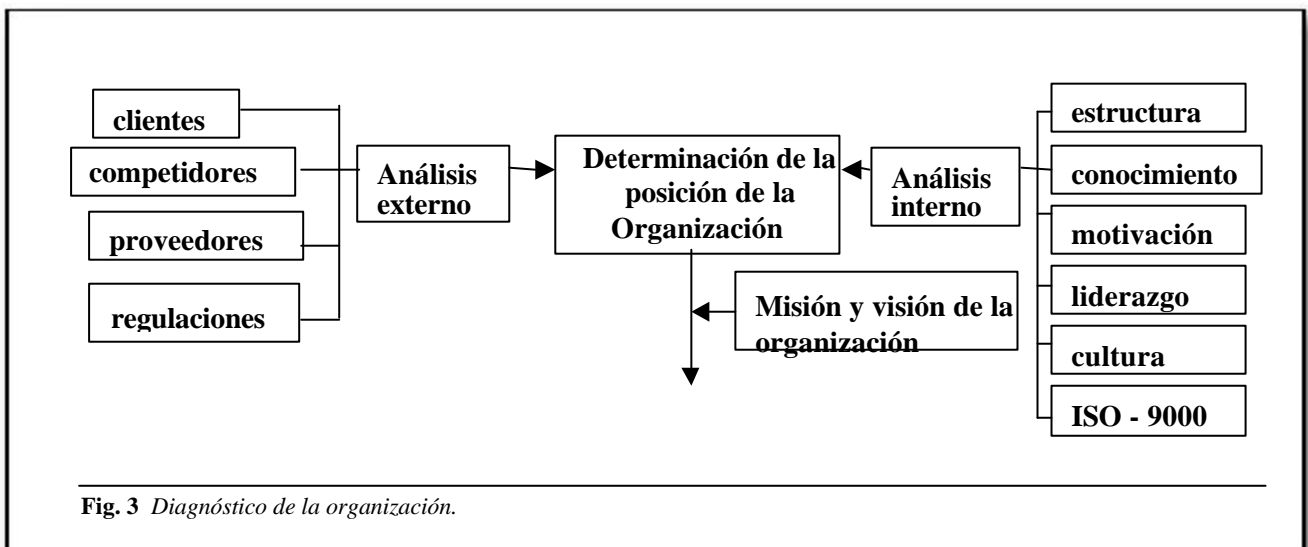 clientes
competidores
proveedores
regulaciones
Análisis
externo
Determinación de la
posición de la
Organización
Misión y visión de la
organización
Análisis
interno
estructura
conocimiento
motivación
liderazgo
cultura
ISO - 9000
Fig. 3 Diagnóstico de la organización.